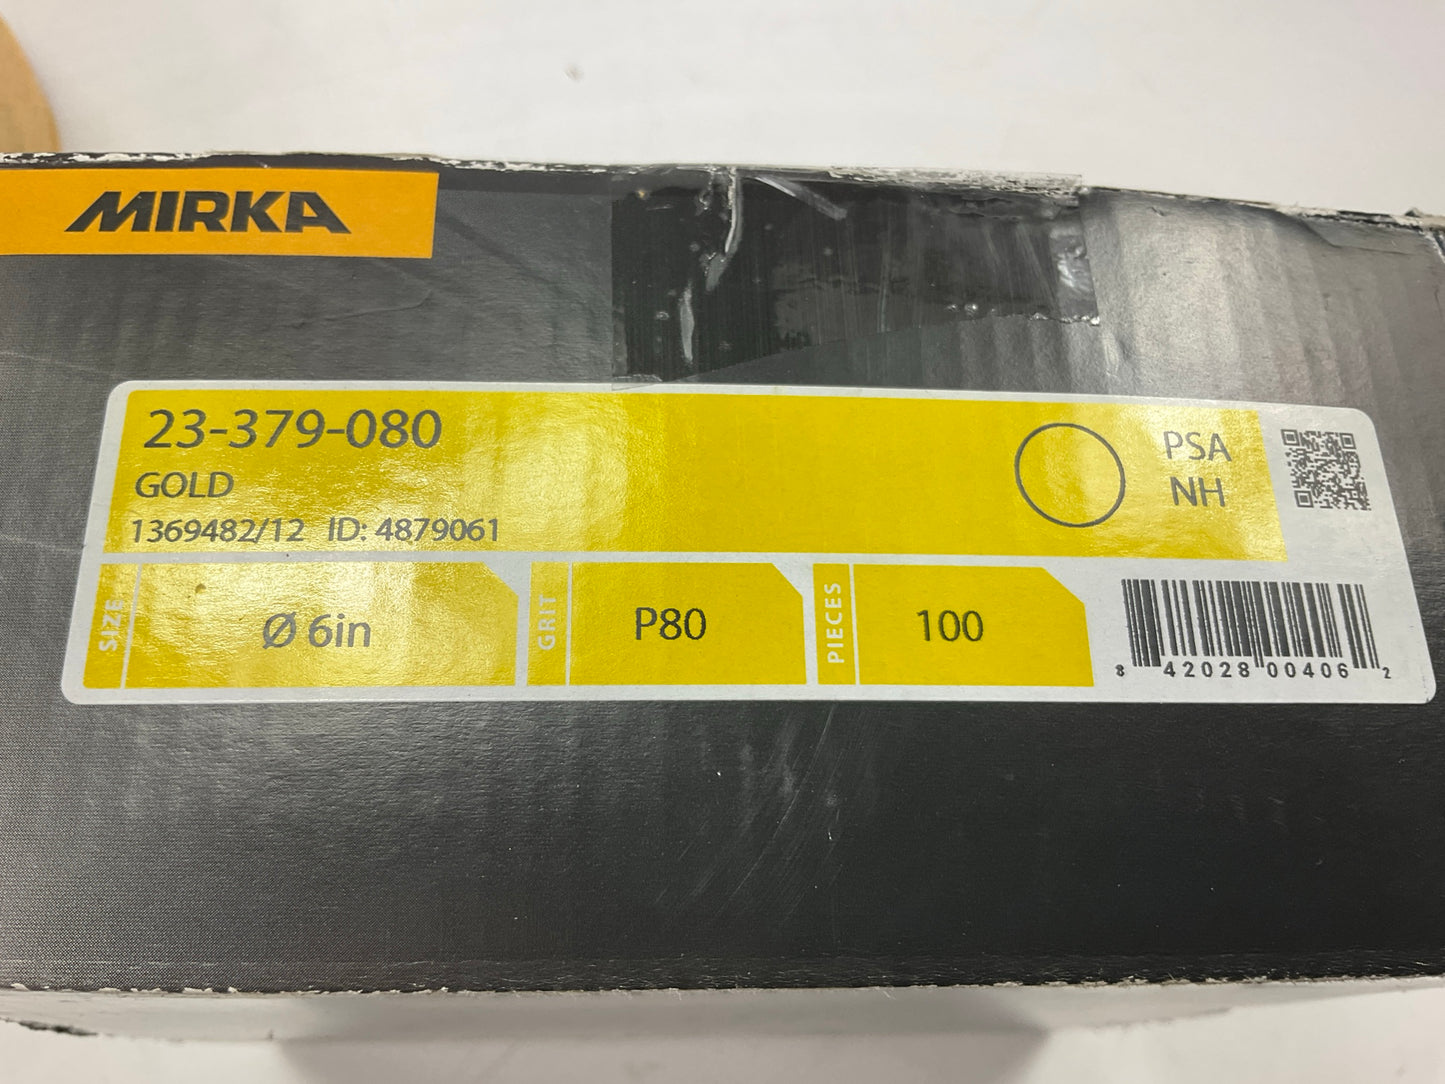 MIRKA
23-379-080
GOLD
1369482/12 ID: 4879061
PSA
NH
SIZE
Ø 6in
GRIT
P80
PIECES
100
8 42028 00406 2